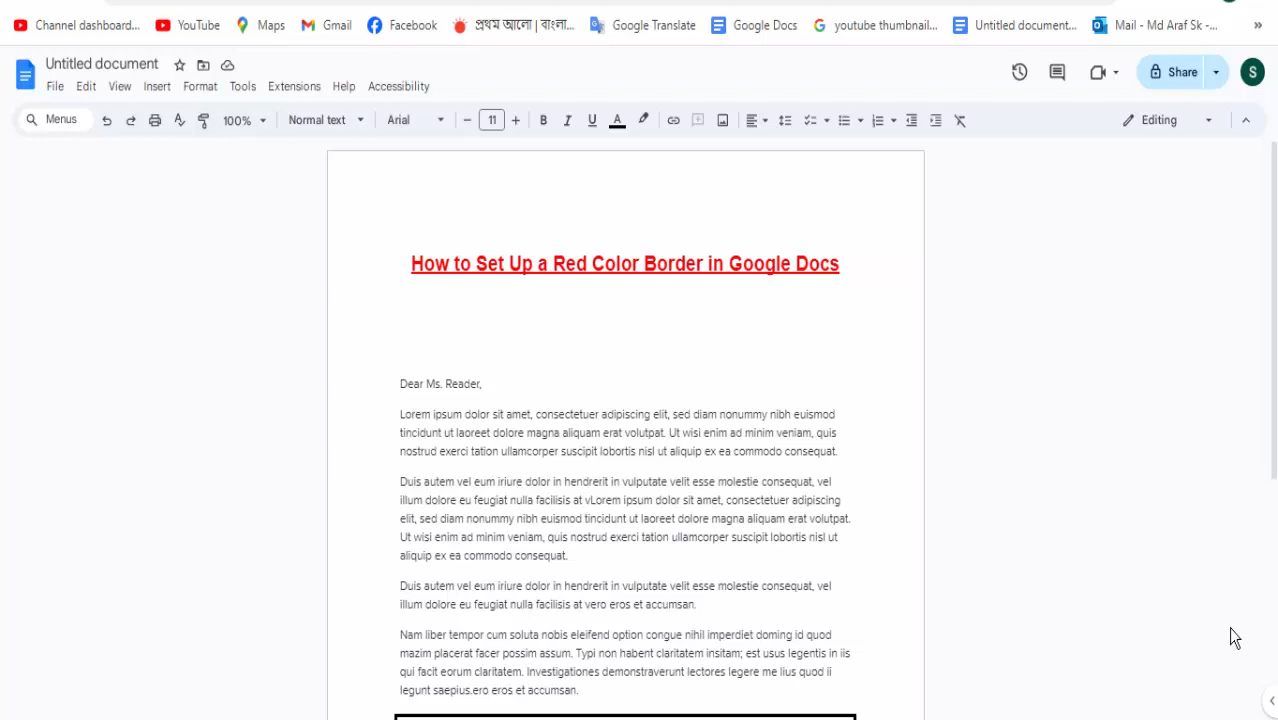 Channel dashboard... YouTube Maps Gmail Facebook প্রথম আলো | বাংলা... Google Translate Google Docs youtube thumbnail... Untitled document... Mail - Md Araf Sk -... »
Untitled document
File Edit View Insert Format Tools Extensions Help Accessibility
Share S
Menus 100% Normal text Arial − 11 + B I U A Editing
How to Set Up a Red Color Border in Google Docs
Dear Ms. Reader,
Lorem ipsum dolor sit amet, consectetuer adipiscing elit, sed diam nonummy nibh euismod
tincidunt ut laoreet dolore magna aliquam erat volutpat. Ut wisi enim ad minim veniam, quis
nostrud exerci tation ullamcorper suscipit lobortis nisl ut aliquip ex ea commodo consequat.
Duis autem vel eum iriure dolor in hendrerit in vulputate velit esse molestie consequat, vel
illum dolore eu feugiat nulla facilisis at vLorem ipsum dolor sit amet, consectetuer adipiscing
elit, sed diam nonummy nibh euismod tincidunt ut laoreet dolore magna aliquam erat volutpat.
Ut wisi enim ad minim veniam, quis nostrud exerci tation ullamcorper suscipit lobortis nisl ut
aliquip ex ea commodo consequat.
Duis autem vel eum iriure dolor in hendrerit in vulputate velit esse molestie consequat, vel
illum dolore eu feugiat nulla facilisis at vero eros et accumsan.
Nam liber tempor cum soluta nobis eleifend option congue nihil imperdiet doming id quod
mazim placerat facer possim assum. Typi non habent claritatem insitam; est usus legentis in iis
qui facit eorum claritatem. Investigationes demonstraverunt lectores legere me lius quod ii
legunt saepius.ero eros et accumsan.